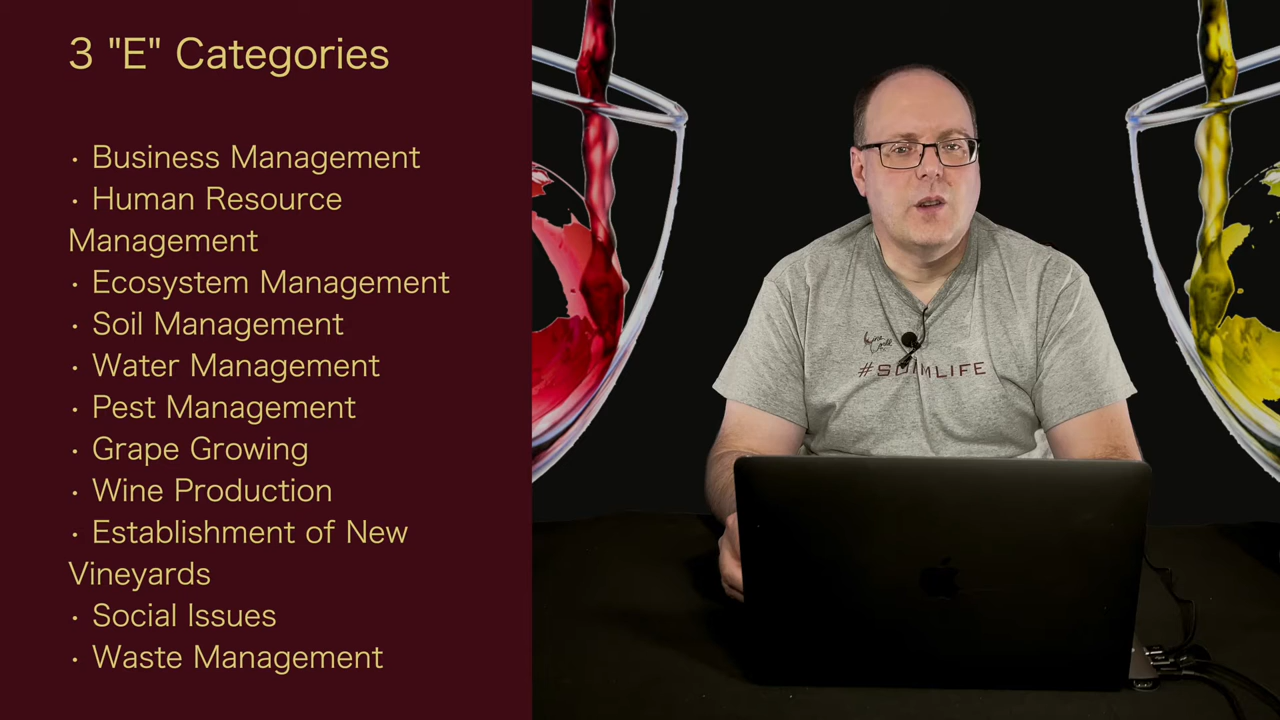 3 "E" Categories
• Business Management
• Human Resource
Management
• Ecosystem Management
• Soil Management
• Water Management
• Pest Management
• Grape Growing
• Wine Production
• Establishment of New
Vineyards
• Social Issues
• Waste Management
#SOMMLIFE